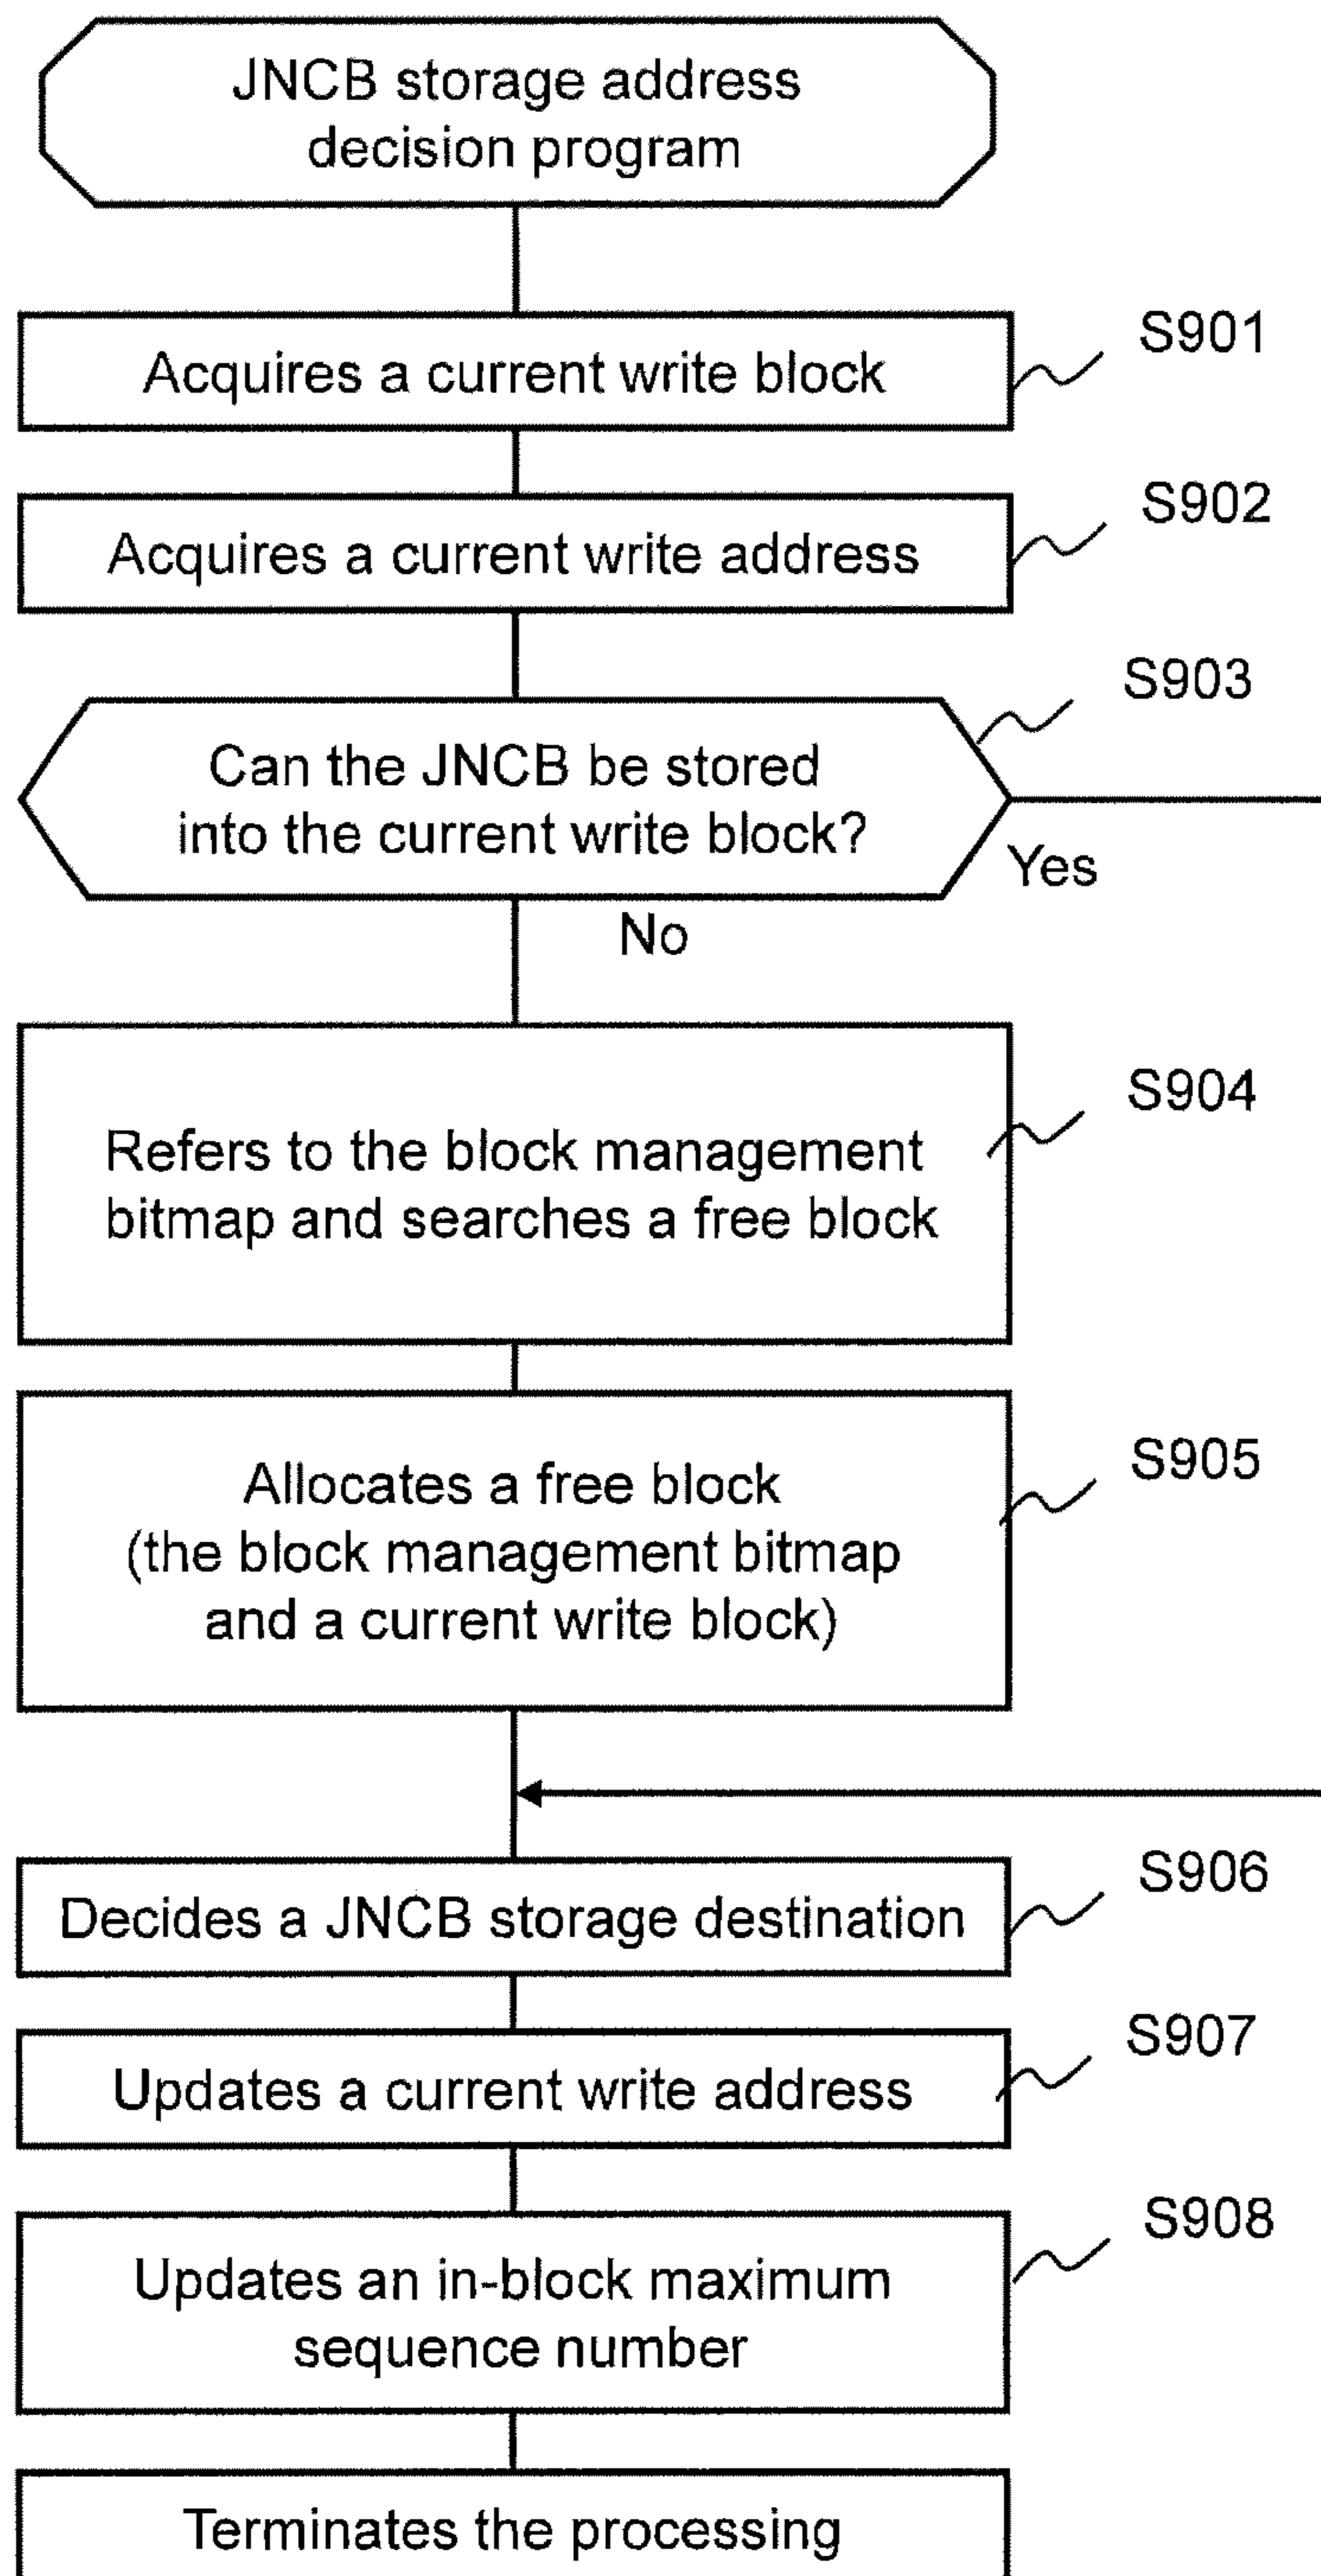 JNCB storage address
decision program
S901
Acquires a current write block
S902
Acquires a current write address
S903
Can the JNCB be stored
into the current write block?
Yes
No
S904
Refers to the block management
bitmap and searches a free block
S905
Allocates a free block
(the block management bitmap
and a current write block)
S906
Decides a JNCB storage destination
S907
Updates a current write address
S908
Updates an in-block maximum
sequence number
Terminates the processing